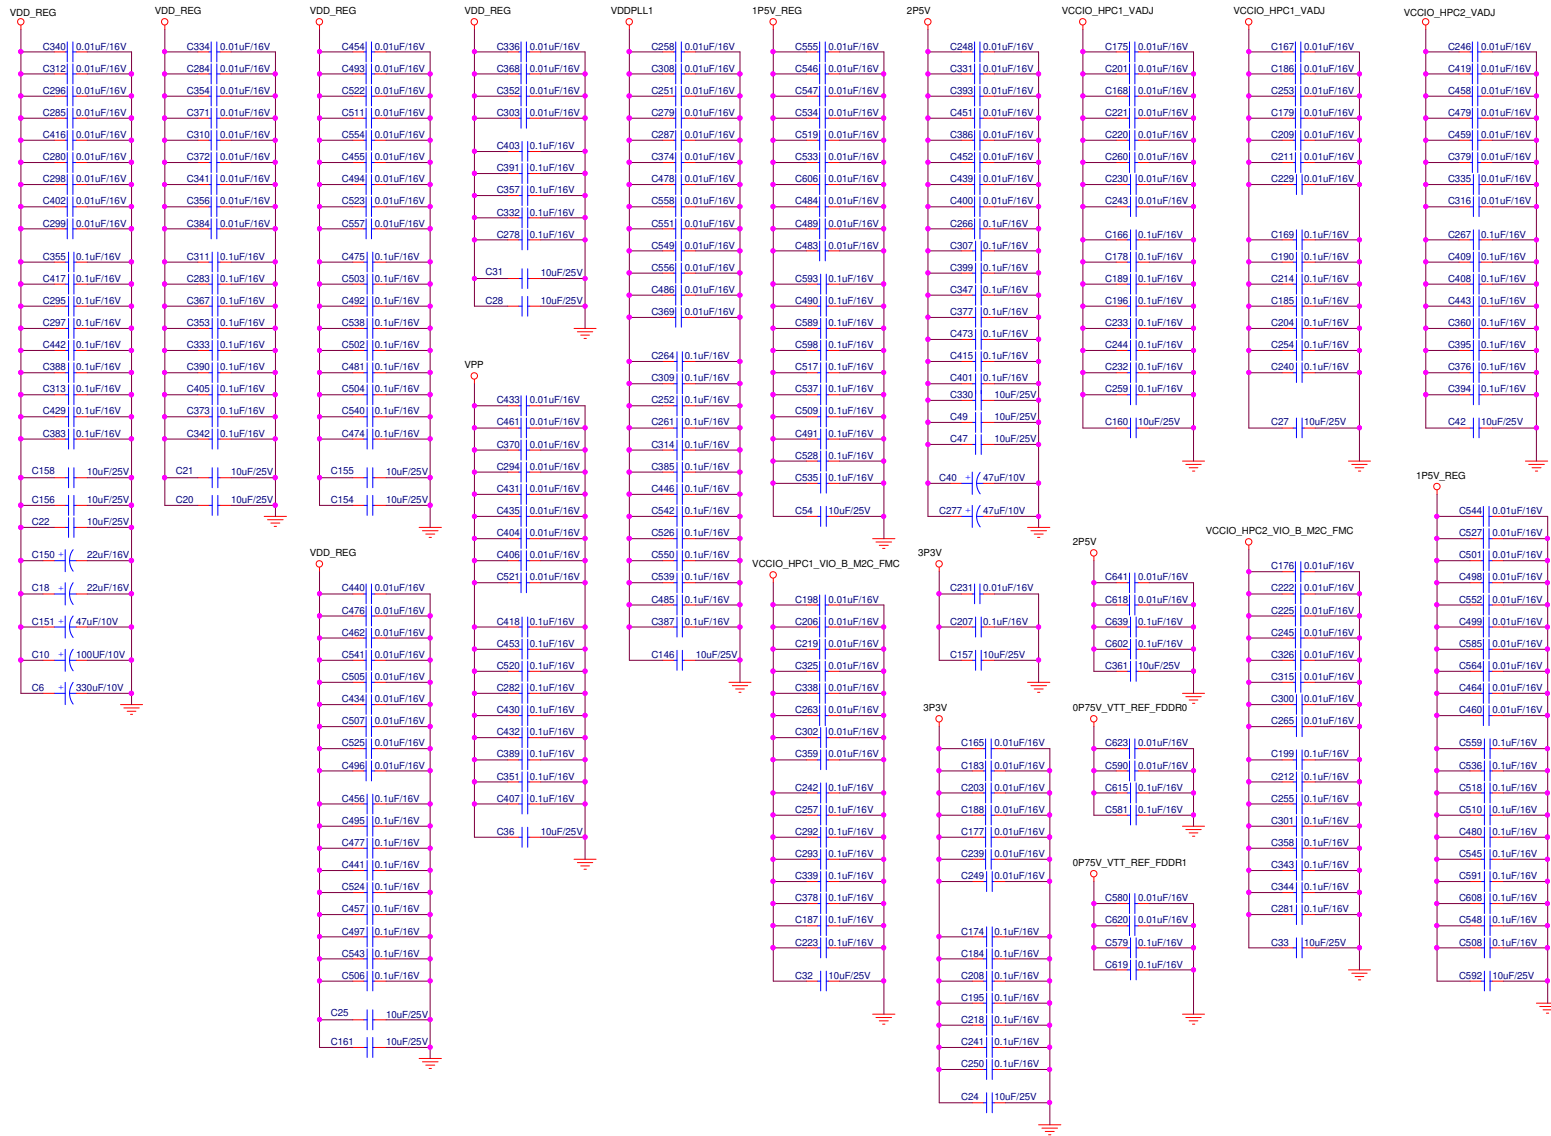 VDD_REG
C340 0.01uF/16V
C312 0.01uF/16V
C296 0.01uF/16V
C285 0.01uF/16V
C416 0.01uF/16V
C280 0.01uF/16V
C298 0.01uF/16V
C402 0.01uF/16V
C299 0.01uF/16V
C355 0.1uF/16V
C417 0.1uF/16V
C295 0.1uF/16V
C297 0.1uF/16V
C442 0.1uF/16V
C388 0.1uF/16V
C313 0.1uF/16V
C429 0.1uF/16V
C383 0.1uF/16V
C158 10uF/25V
C156 10uF/25V
C22 10uF/25V
C150 + 22uF/16V
C18 + 22uF/16V
C151 + 47uF/10V
C10 + 100UF/10V
C6 + 330uF/10V
VDD_REG
C334 0.01uF/16V
C284 0.01uF/16V
C354 0.01uF/16V
C371 0.01uF/16V
C310 0.01uF/16V
C372 0.01uF/16V
C341 0.01uF/16V
C356 0.01uF/16V
C384 0.01uF/16V
C311 0.1uF/16V
C283 0.1uF/16V
C367 0.1uF/16V
C353 0.1uF/16V
C333 0.1uF/16V
C390 0.1uF/16V
C405 0.1uF/16V
C373 0.1uF/16V
C342 0.1uF/16V
C21 10uF/25V
C20 10uF/25V
VDD_REG
C454 0.01uF/16V
C493 0.01uF/16V
C522 0.01uF/16V
C511 0.01uF/16V
C554 0.01uF/16V
C455 0.01uF/16V
C494 0.01uF/16V
C523 0.01uF/16V
C557 0.01uF/16V
C475 0.1uF/16V
C503 0.1uF/16V
C492 0.1uF/16V
C538 0.1uF/16V
C502 0.1uF/16V
C481 0.1uF/16V
C504 0.1uF/16V
C540 0.1uF/16V
C474 0.1uF/16V
C155 10uF/25V
C154 10uF/25V
VDD_REG
C440 0.01uF/16V
C476 0.01uF/16V
C462 0.01uF/16V
C541 0.01uF/16V
C505 0.01uF/16V
C434 0.01uF/16V
C507 0.01uF/16V
C525 0.01uF/16V
C496 0.01uF/16V
C456 0.1uF/16V
C495 0.1uF/16V
C477 0.1uF/16V
C441 0.1uF/16V
C524 0.1uF/16V
C457 0.1uF/16V
C497 0.1uF/16V
C543 0.1uF/16V
C506 0.1uF/16V
C25 10uF/25V
C161 10uF/25V
VDD_REG
C336 0.01uF/16V
C368 0.01uF/16V
C352 0.01uF/16V
C303 0.01uF/16V
C403 0.1uF/16V
C391 0.1uF/16V
C357 0.1uF/16V
C332 0.1uF/16V
C278 0.1uF/16V
C31 10uF/25V
C28 10uF/25V
VPP
C433 0.01uF/16V
C461 0.01uF/16V
C370 0.01uF/16V
C294 0.01uF/16V
C431 0.01uF/16V
C435 0.01uF/16V
C404 0.01uF/16V
C406 0.01uF/16V
C521 0.01uF/16V
C418 0.1uF/16V
C453 0.1uF/16V
C520 0.1uF/16V
C282 0.1uF/16V
C430 0.1uF/16V
C432 0.1uF/16V
C389 0.1uF/16V
C351 0.1uF/16V
C407 0.1uF/16V
C36 10uF/25V
VDDPLL1
C258 0.01uF/16V
C308 0.01uF/16V
C251 0.01uF/16V
C279 0.01uF/16V
C287 0.01uF/16V
C374 0.01uF/16V
C478 0.01uF/16V
C558 0.01uF/16V
C551 0.01uF/16V
C549 0.01uF/16V
C556 0.01uF/16V
C486 0.01uF/16V
C369 0.01uF/16V
C264 0.1uF/16V
C309 0.1uF/16V
C252 0.1uF/16V
C261 0.1uF/16V
C314 0.1uF/16V
C385 0.1uF/16V
C446 0.1uF/16V
C542 0.1uF/16V
C526 0.1uF/16V
C550 0.1uF/16V
C539 0.1uF/16V
C485 0.1uF/16V
C387 0.1uF/16V
C146 10uF/25V
1P5V_REG
C555 0.01uF/16V
C546 0.01uF/16V
C547 0.01uF/16V
C534 0.01uF/16V
C519 0.01uF/16V
C533 0.01uF/16V
C606 0.01uF/16V
C484 0.01uF/16V
C489 0.01uF/16V
C483 0.01uF/16V
C593 0.1uF/16V
C490 0.1uF/16V
C589 0.1uF/16V
C598 0.1uF/16V
C517 0.1uF/16V
C537 0.1uF/16V
C509 0.1uF/16V
C491 0.1uF/16V
C528 0.1uF/16V
C535 0.1uF/16V
C54 10uF/25V
VCCIO_HPC1_VIO_B_M2C_FMC
C198 0.01uF/16V
C206 0.01uF/16V
C219 0.01uF/16V
C325 0.01uF/16V
C338 0.01uF/16V
C263 0.01uF/16V
C302 0.01uF/16V
C359 0.01uF/16V
C242 0.1uF/16V
C257 0.1uF/16V
C292 0.1uF/16V
C293 0.1uF/16V
C339 0.1uF/16V
C378 0.1uF/16V
C187 0.1uF/16V
C223 0.1uF/16V
C32 10uF/25V
2P5V
C248 0.01uF/16V
C331 0.01uF/16V
C393 0.01uF/16V
C451 0.01uF/16V
C386 0.01uF/16V
C452 0.01uF/16V
C439 0.01uF/16V
C400 0.01uF/16V
C266 0.1uF/16V
C307 0.1uF/16V
C399 0.1uF/16V
C347 0.1uF/16V
C377 0.1uF/16V
C473 0.1uF/16V
C415 0.1uF/16V
C401 0.1uF/16V
C330 10uF/25V
C49 10uF/25V
C47 10uF/25V
C40 + 47uF/10V
C277 + 47uF/10V
3P3V
C231 0.01uF/16V
C207 0.1uF/16V
C157 10uF/25V
3P3V
C165 0.01uF/16V
C183 0.01uF/16V
C203 0.01uF/16V
C188 0.01uF/16V
C177 0.01uF/16V
C239 0.01uF/16V
C249 0.01uF/16V
C174 0.1uF/16V
C184 0.1uF/16V
C208 0.1uF/16V
C195 0.1uF/16V
C218 0.1uF/16V
C241 0.1uF/16V
C250 0.1uF/16V
C24 10uF/25V
VCCIO_HPC1_VADJ
C175 0.01uF/16V
C201 0.01uF/16V
C168 0.01uF/16V
C221 0.01uF/16V
C220 0.01uF/16V
C260 0.01uF/16V
C230 0.01uF/16V
C243 0.01uF/16V
C166 0.1uF/16V
C178 0.1uF/16V
C189 0.1uF/16V
C196 0.1uF/16V
C233 0.1uF/16V
C244 0.1uF/16V
C232 0.1uF/16V
C259 0.1uF/16V
C160 10uF/25V
2P5V
C641 0.01uF/16V
C618 0.01uF/16V
C639 0.1uF/16V
C602 0.1uF/16V
C361 10uF/25V
0P75V_VTT_REF_FDDR0
C623 0.01uF/16V
C590 0.01uF/16V
C615 0.1uF/16V
C581 0.1uF/16V
0P75V_VTT_REF_FDDR1
C580 0.01uF/16V
C620 0.01uF/16V
C579 0.1uF/16V
C619 0.1uF/16V
VCCIO_HPC1_VADJ
C167 0.01uF/16V
C186 0.01uF/16V
C253 0.01uF/16V
C179 0.01uF/16V
C209 0.01uF/16V
C211 0.01uF/16V
C229 0.01uF/16V
C169 0.1uF/16V
C190 0.1uF/16V
C214 0.1uF/16V
C185 0.1uF/16V
C204 0.1uF/16V
C254 0.1uF/16V
C240 0.1uF/16V
C27 10uF/25V
VCCIO_HPC2_VIO_B_M2C_FMC
C176 0.01uF/16V
C222 0.01uF/16V
C225 0.01uF/16V
C245 0.01uF/16V
C326 0.01uF/16V
C315 0.01uF/16V
C300 0.01uF/16V
C265 0.01uF/16V
C199 0.1uF/16V
C212 0.1uF/16V
C255 0.1uF/16V
C301 0.1uF/16V
C358 0.1uF/16V
C343 0.1uF/16V
C344 0.1uF/16V
C281 0.1uF/16V
C33 10uF/25V
VCCIO_HPC2_VADJ
C246 0.01uF/16V
C419 0.01uF/16V
C458 0.01uF/16V
C479 0.01uF/16V
C459 0.01uF/16V
C379 0.01uF/16V
C335 0.01uF/16V
C316 0.01uF/16V
C267 0.1uF/16V
C409 0.1uF/16V
C408 0.1uF/16V
C443 0.1uF/16V
C360 0.1uF/16V
C395 0.1uF/16V
C376 0.1uF/16V
C394 0.1uF/16V
C42 10uF/25V
1P5V_REG
C544 0.01uF/16V
C527 0.01uF/16V
C501 0.01uF/16V
C498 0.01uF/16V
C552 0.01uF/16V
C499 0.01uF/16V
C585 0.01uF/16V
C564 0.01uF/16V
C464 0.01uF/16V
C460 0.01uF/16V
C559 0.1uF/16V
C536 0.1uF/16V
C518 0.1uF/16V
C510 0.1uF/16V
C480 0.1uF/16V
C545 0.1uF/16V
C591 0.1uF/16V
C608 0.1uF/16V
C548 0.1uF/16V
C508 0.1uF/16V
C592 10uF/25V